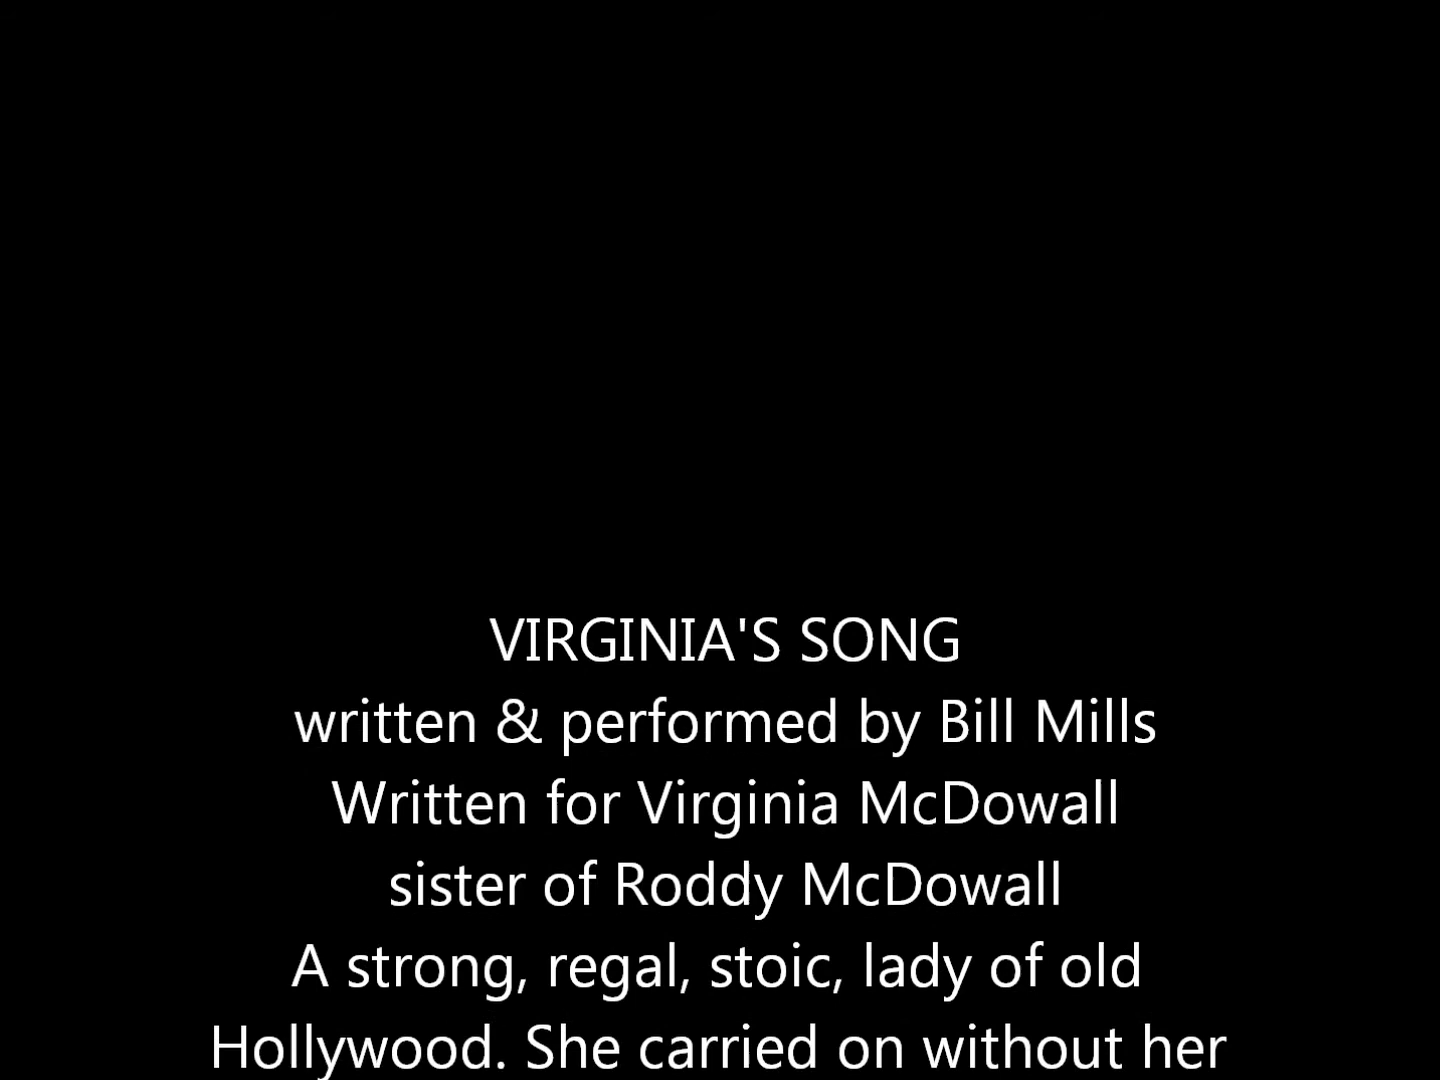 VIRGINIA'S SONG
written & performed by Bill Mills
Written for Virginia McDowall
sister of Roddy McDowall
A strong, regal, stoic, lady of old
Hollywood. She carried on without her